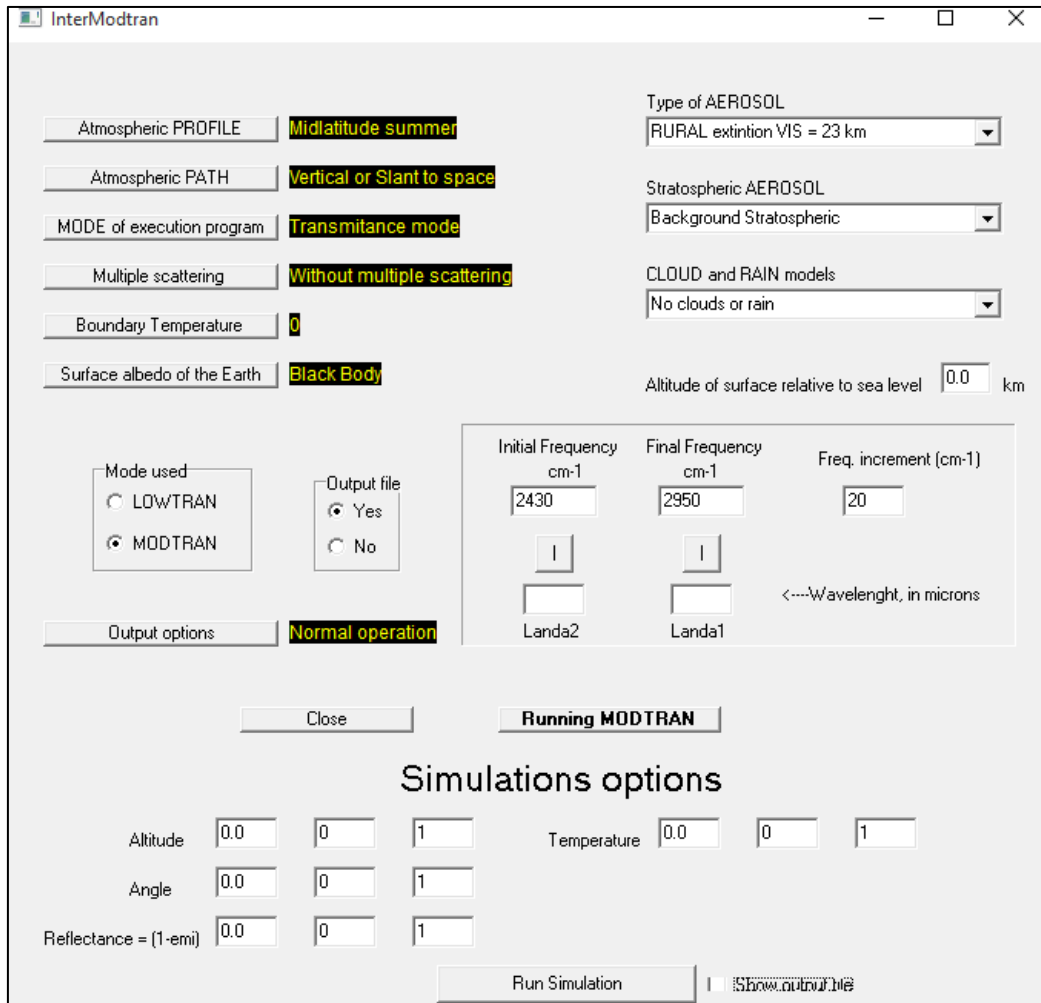 InterModtran
Atmospheric PROFILE
Midlatitude summer
Atmospheric PATH
Vertical or Slant to space
MODE of execution program
Transmitance mode
Multiple scattering
Without multiple scattering
Boundary Temperature
0
Surface albedo of the Earth
Black Body
Type of AEROSOL
RURAL extintion VIS = 23 km
Stratospheric AEROSOL
Background Stratospheric
CLOUD and RAIN models
No clouds or rain
Altitude of surface relative to sea level
0.0
km
Mode used
LOWTRAN
MODTRAN
Output file
Yes
No
Initial Frequency
cm-1
2430
Final Frequency
cm-1
2950
Freq. increment (cm-1)
20
|
|
<----Wavelenght, in microns
Landa2
Landa1
Output options
Normal operation
Close
Running MODTRAN
Simulations options
Altitude
0.0
0
1
Temperature
0.0
0
1
Angle
0.0
0
1
Reflectance = (1-emi)
0.0
0
1
Run Simulation
Show output file